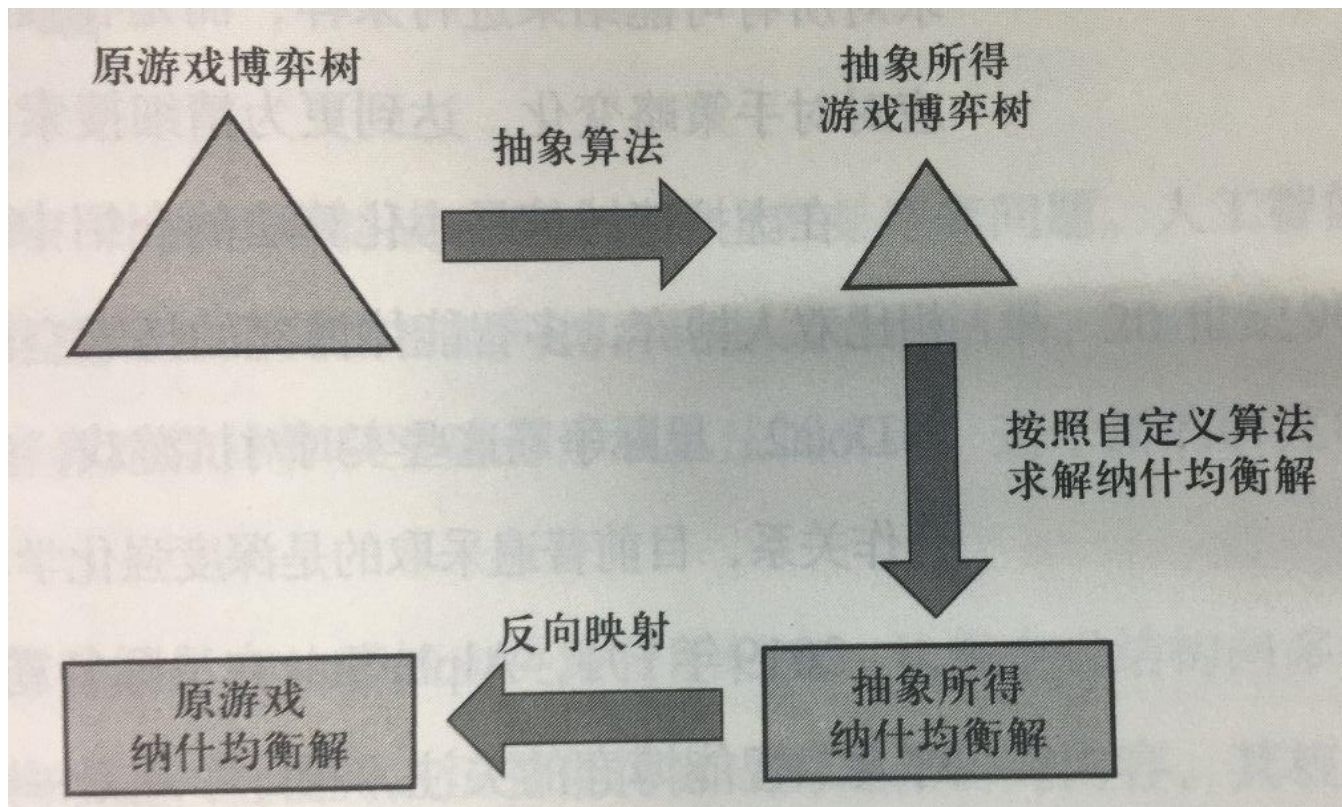 原游戏博弈树
抽象算法
抽象所得
游戏博弈树
按照自定义算法
求解纳什均衡解
反向映射
原游戏
纳什均衡解
抽象所得
纳什均衡解